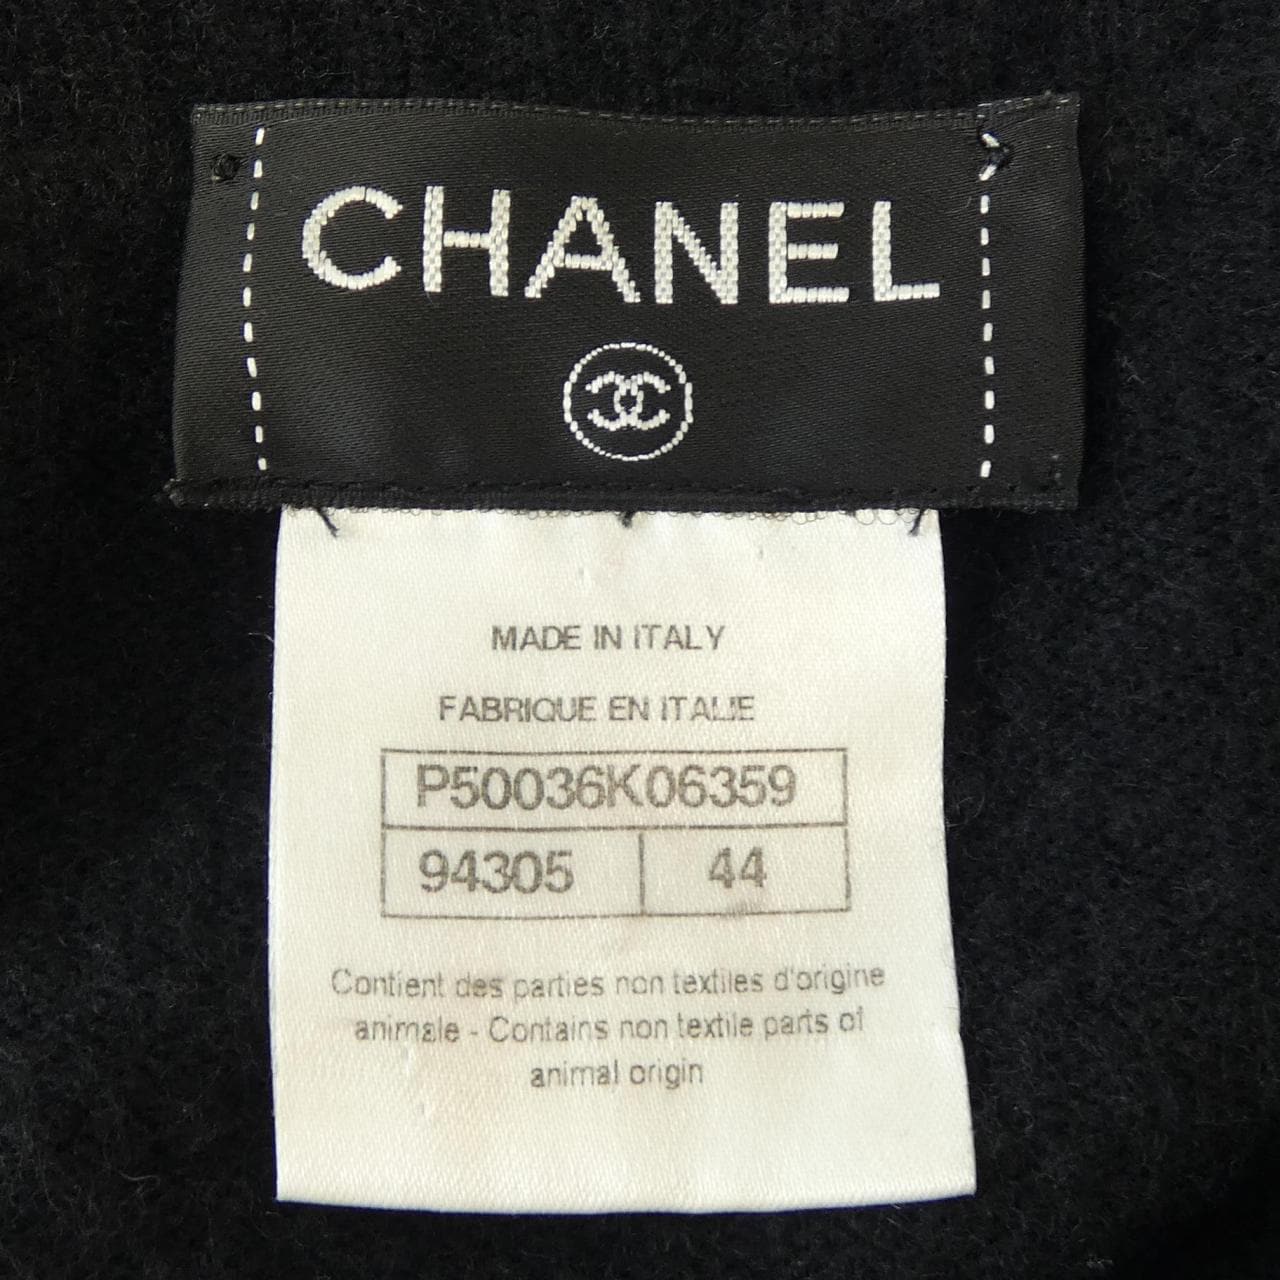 CHANEL
MADE IN ITALY
FABRIQUE EN ITALIE
P50036K06359
94305 44
Contient des parties non textiles d'origine
animale - Contains non textile parts of
animal origin